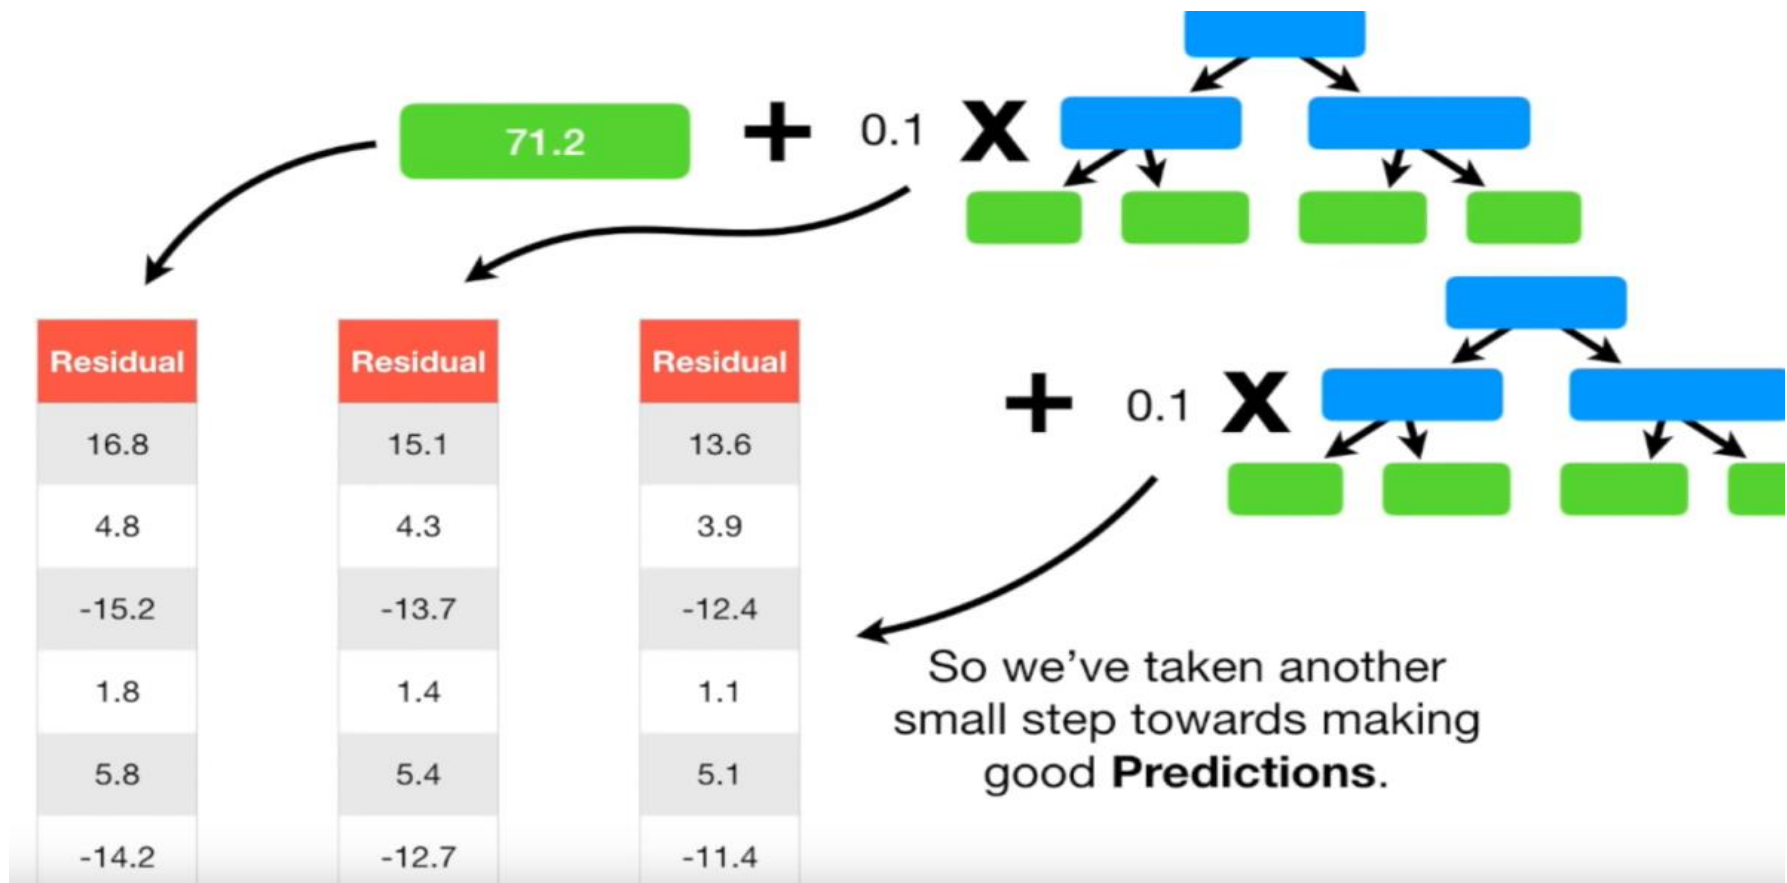 71.2 + 0.1 X
Residual Residual Residual
+ 0.1 X
16.8 15.1 13.6
4.8 4.3 3.9
-15.2 -13.7 -12.4
1.8 1.4 1.1
5.8 5.4 5.1
-14.2 -12.7 -11.4
So we've taken another
small step towards making
good Predictions.